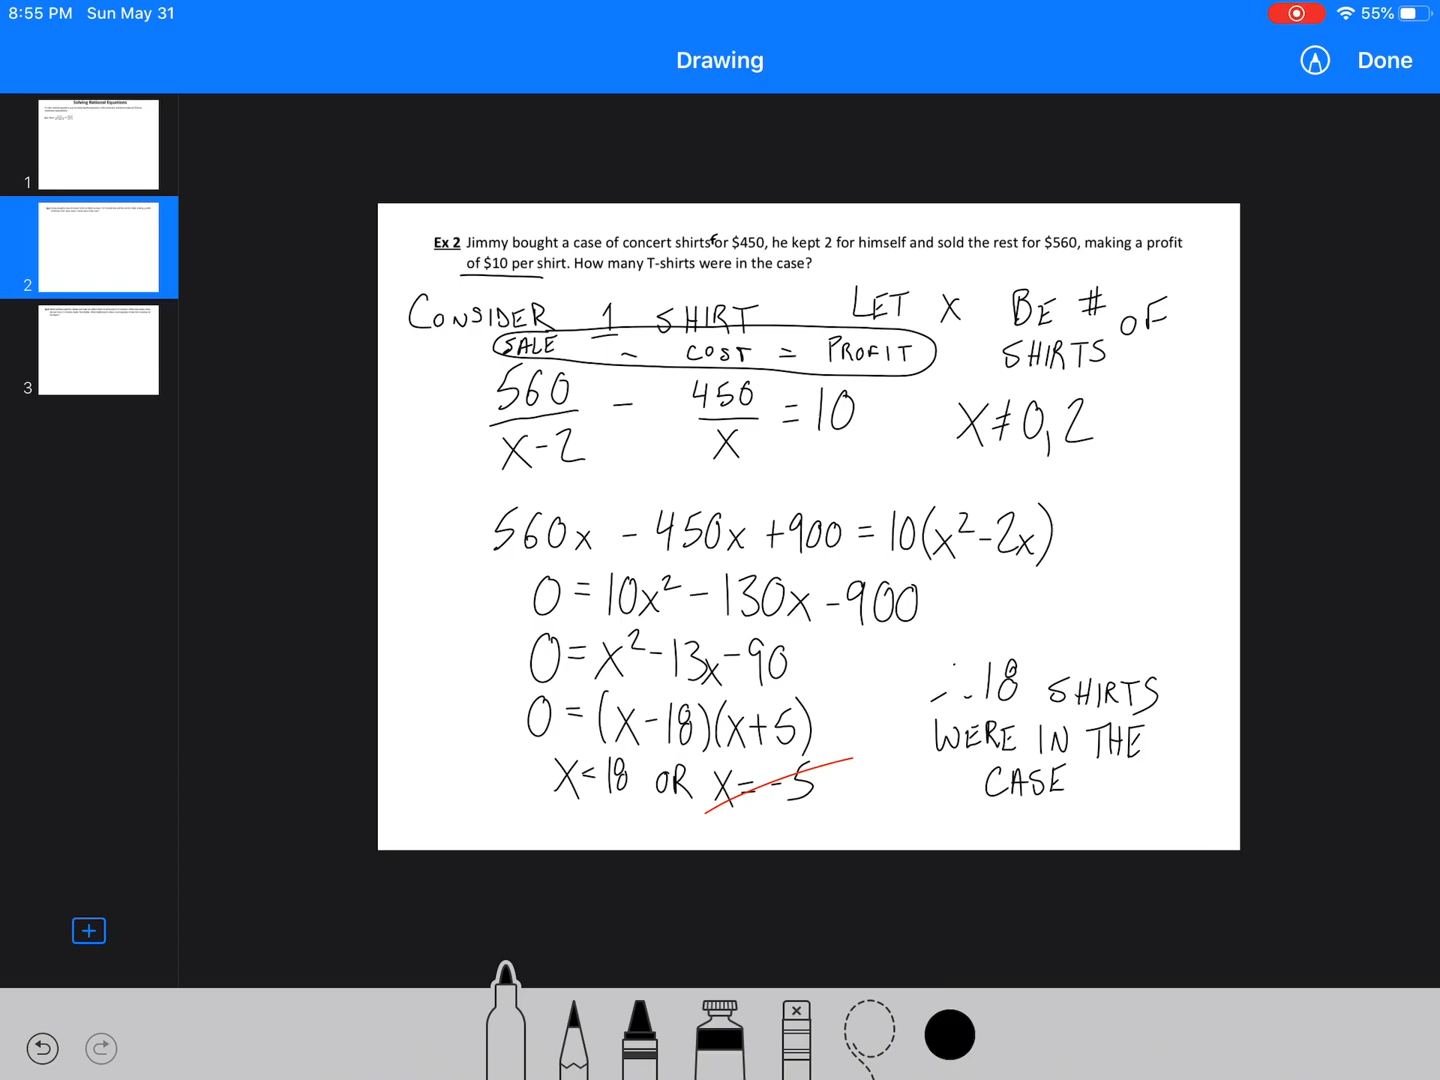 8:55 PM Sun May 31
55%
Drawing
Done
Solving Rational Equations
1
2
3
Ex 2 Jimmy bought a case of concert shirts for $450, he kept 2 for himself and sold the rest for $560, making a profit
of $10 per shirt. How many T-shirts were in the case?
CONSIDER 1 SHIRT
LET X BE # OF
SHIRTS
SALE - COST = PROFIT
560/(X-2) - 450/X = 10
X≠0,2
560x - 450x +900 = 10(x²-2x)
0 = 10x² - 130x - 900
0 = x² - 13x - 90
0 = (x-18)(x+5)
X= 18 OR X = -5
∴ 18 SHIRTS
WERE IN THE
CASE